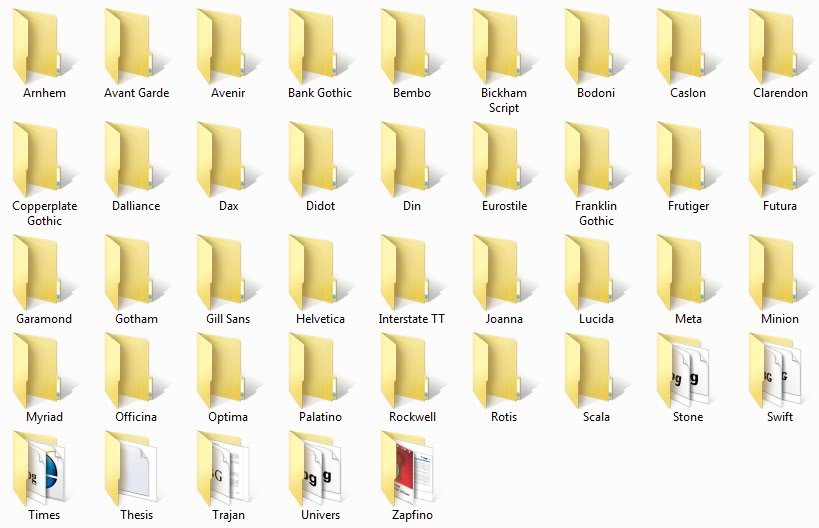 Arnhem
Avant Garde
Avenir
Bank Gothic
Bembo
Bickham
Script
Bodoni
Caslon
Clarendon
Copperplate
Gothic
Dalliance
Dax
Didot
Din
Eurostile
Franklin
Gothic
Frutiger
Futura
Garamond
Gotham
Gill Sans
Helvetica
Interstate TT
Joanna
Lucida
Meta
Minion
Myriad
Officina
Optima
Palatino
Rockwell
Rotis
Scala
Stone
Swift
Times
Thesis
Trajan
Univers
Zapfino